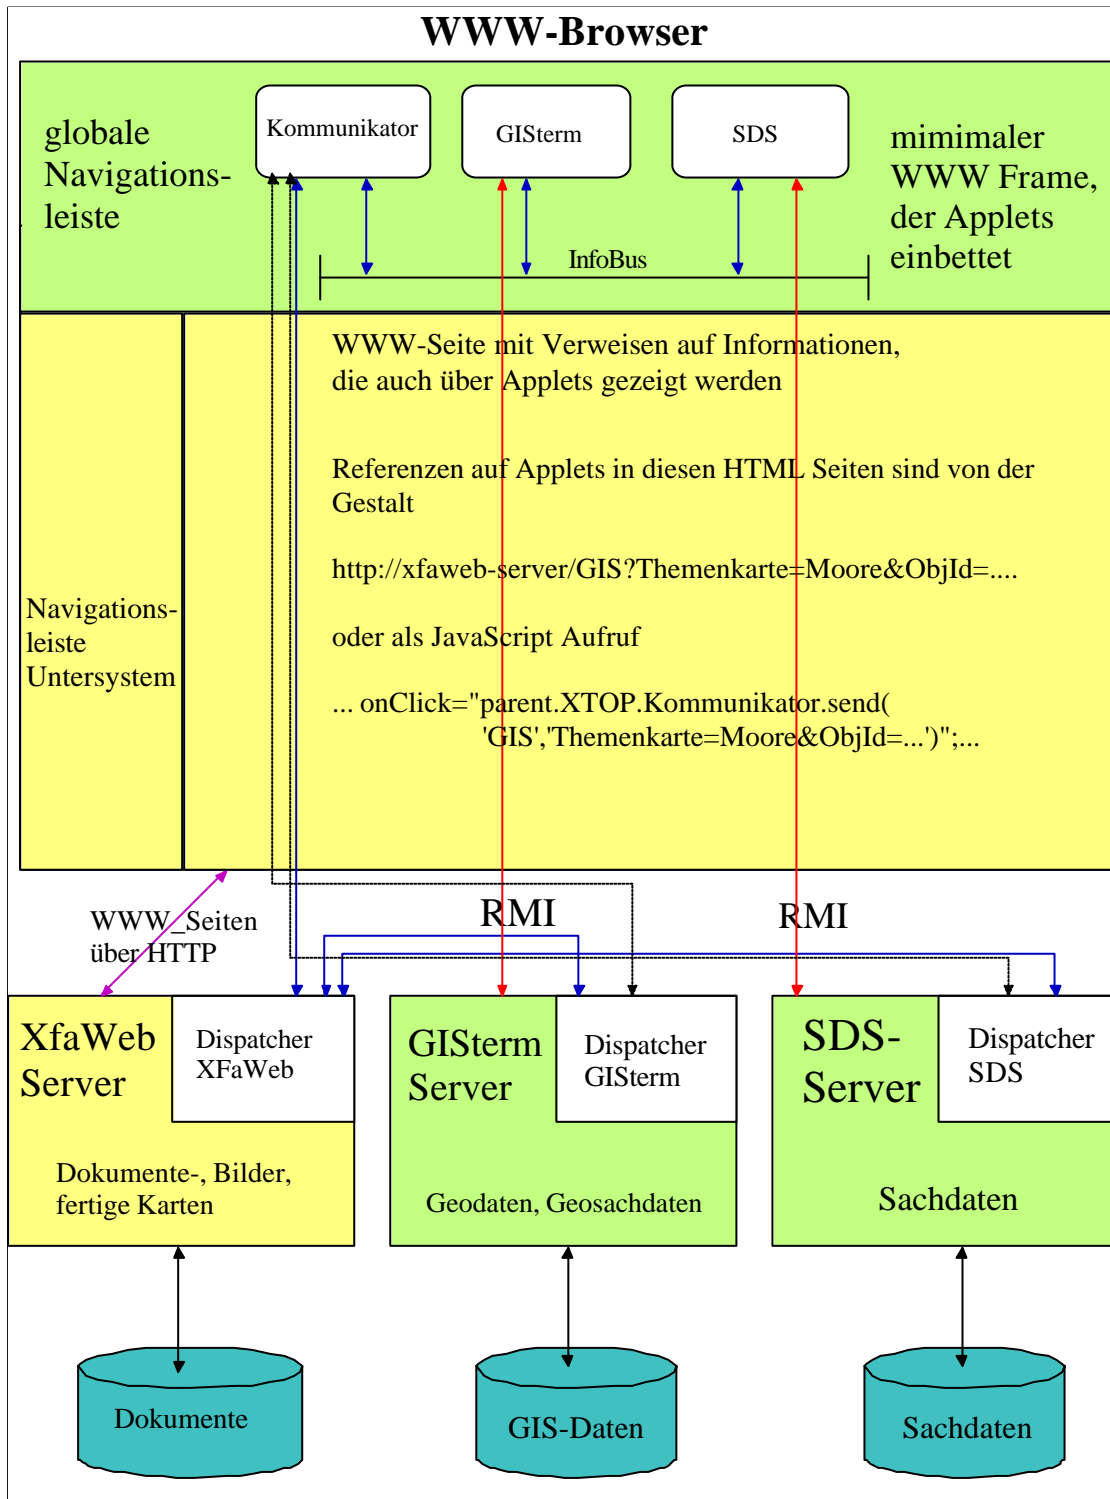 WWW-Browser
globale
Navigations-
leiste
Kommunikator
GISterm
SDS
mimimaler
WWW Frame,
der Applets
einbettet
InfoBus
WWW-Seite mit Verweisen auf Informationen,
die auch über Applets gezeigt werden
Referenzen auf Applets in diesen HTML Seiten sind von der
Gestalt
http://xfaweb-server/GIS?Themenkarte=Moore&ObjId=....
oder als JavaScript Aufruf
... onClick="parent.XTOP.Kommunikator.send(
'GIS','Themenkarte=Moore&ObjId=...')";...
Navigations-
leiste
Untersystem
WWW_Seiten
über HTTP
RMI
RMI
XfaWeb
Server
Dispatcher
XFaWeb
Dokumente-, Bilder,
fertige Karten
GISterm
Server
Dispatcher
GISterm
Geodaten, Geosachdaten
SDS-
Server
Dispatcher
SDS
Sachdaten
Dokumente
GIS-Daten
Sachdaten